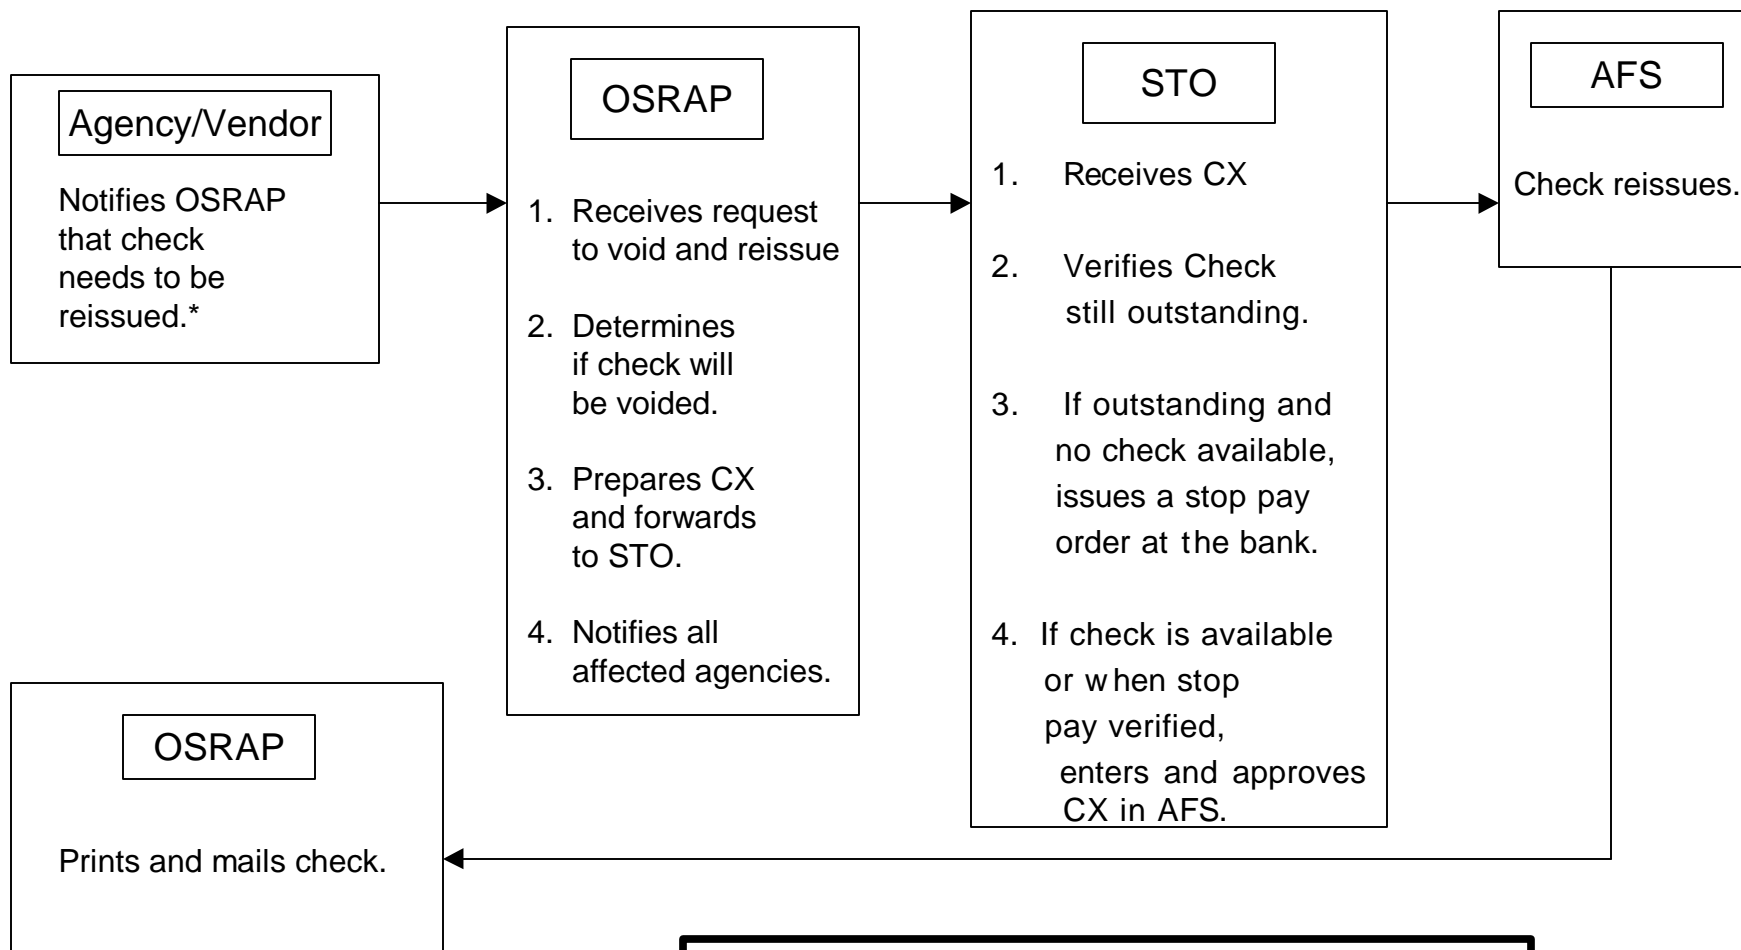 Agency/Vendor
Notifies OSRAP
that check
needs to be
reissued.*
OSRAP
1. Receives request
to void and reissue
2. Determines
if check will
be voided.
3. Prepares CX
and forwards
to STO.
4. Notifies all
affected agencies.
STO
1. Receives CX
2. Verifies Check
still outstanding.
3. If outstanding and
no check available,
issues a stop pay
order at the bank.
4. If check is available
or when stop
pay verified,
enters and approves
CX in AFS.
AFS
Check reissues.
OSRAP
Prints and mails check.